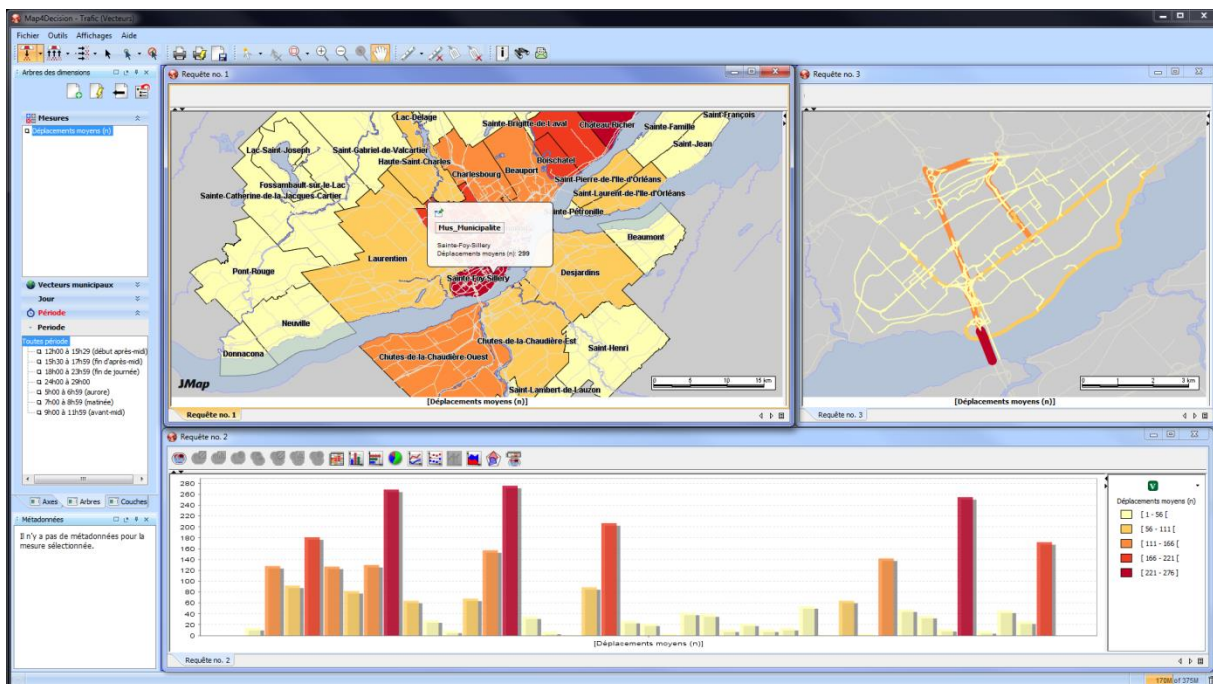 Map4Decision - Trafic (Vecteurs)
Fichier Outils Affichages Aide
Arbres des dimensions
Mesures
Déplacements moyens (n)
Vecteurs municipaux
Jour
Période
- Periode
Toutes période
12h00 à 15h29 (début après-midi)
15h30 à 17h59 (fin d'après-midi)
18h00 à 23h59 (fin de journée)
24h00 à 29h00
5h00 à 6h59 (aurore)
7h00 à 8h59 (matinée)
9h00 à 11h59 (avant-midi)
Axes Arbres Couches
Métadonnées
Il n'y a pas de métadonnées pour la
mesure sélectionnée.
Requête no. 1
Lac-Delage
Sainte-Brigitte-de-Laval
Château-Richer
Sainte-Famille
Saint-François
Saint-Jean
Lac-Saint-Joseph
Saint-Gabriel-de-Valcartier
Haute-Saint-Charles
Charlesbourg
Beauport
Boischatel
Saint-Pierre-de-l'Ile-d'Orléans
Saint-Laurent-de-l'Ile-d'Orléans
Fossambault-sur-le-Lac
Sainte-Catherine-de-la-Jacques-Cartier
Sainte-Pétronille
Beaumont
Mus_Municipalite
Sainte-Foy-Sillery
Déplacements moyens (n): 299
Laurentien
Pont-Rouge
Sainte-Foy-Sillery
Desjardins
Neuville
Donnacona
Chutes-de-la-Chaudière-Est
Saint-Henri
Chutes-de-la-Chaudière-Ouest
Saint-Lambert-de-Lauzon
JMap
0 5 10 15 km
[Déplacements moyens (n)]
Requête no. 1
Requête no. 3
0 1 2 3 km
[Déplacements moyens (n)]
Requête no. 3
Requête no. 2
280
260
240
220
200
180
160
140
120
100
80
60
40
20
0
[Déplacements moyens (n)]
Déplacements moyens (n)
[ 1 - 56 [
[ 56 - 111 [
[ 111 - 166 [
[ 166 - 221 [
[ 221 - 276 ]
Requête no. 2
170M of 375M